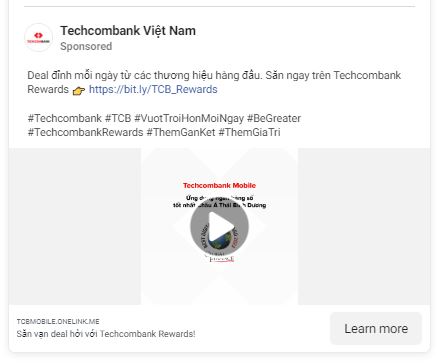 Techcombank Việt Nam
Sponsored
Deal đỉnh mỗi ngày từ các thương hiệu hàng đầu. Săn ngay trên Techcombank
Rewards 👉 https://bit.ly/TCB_Rewards
#Techcombank #TCB #VuotTroiHonMoiNgay #BeGreater
#TechcombankRewards #ThemGanKet #ThemGiaTri
Techcombank Mobile
Ứng dụng ngân hàng số
tốt nhất Châu Á Thái Bình Dương
TCBMOBILE.ONELINK.ME
Săn vạn deal hời với Techcombank Rewards!
Learn more